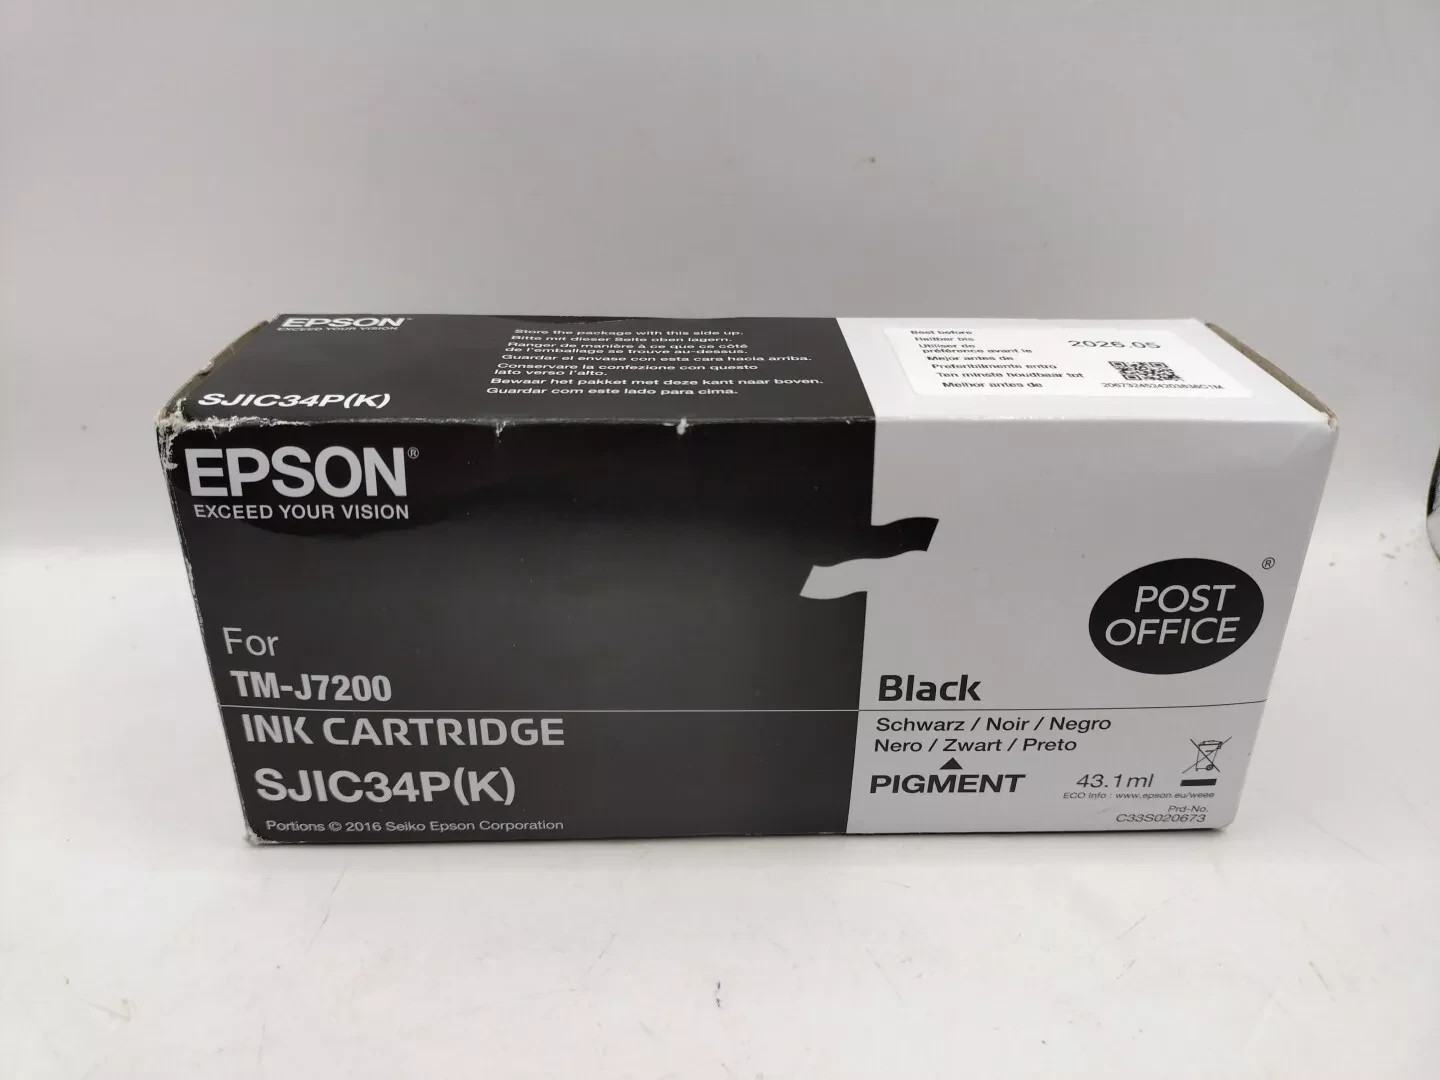 EPSON
EXCEED YOUR VISION
SJIC34P(K)
Store the package with this side up.
Bitte mit dieser Seite oben lagern.
Ranger de manière à ce que ce côté
de l'emballage se trouve au-dessus.
Guardar el envase con esta cara hacia arriba.
Conservare la confezione con questo
lato verso l'alto.
Bewaar het pakket met deze kant naar boven.
Guardar com este lado para cima.
Best before
Haltbar bis
Utiliser de
préférence avant le
Mejor antes de
Preferibilmente entro
Ten minste houdbaar tot
Melhor antes de
2026.05
EPSON®
EXCEED YOUR VISION
For
TM-J7200
INK CARTRIDGE
SJIC34P(K)
Portions © 2016 Seiko Epson Corporation
POST
OFFICE®
Black
Schwarz / Noir / Negro
Nero / Zwart / Preto
PIGMENT
43.1ml
ECO Info : www.epson.eu/weee
Prd-No.
C33S020673